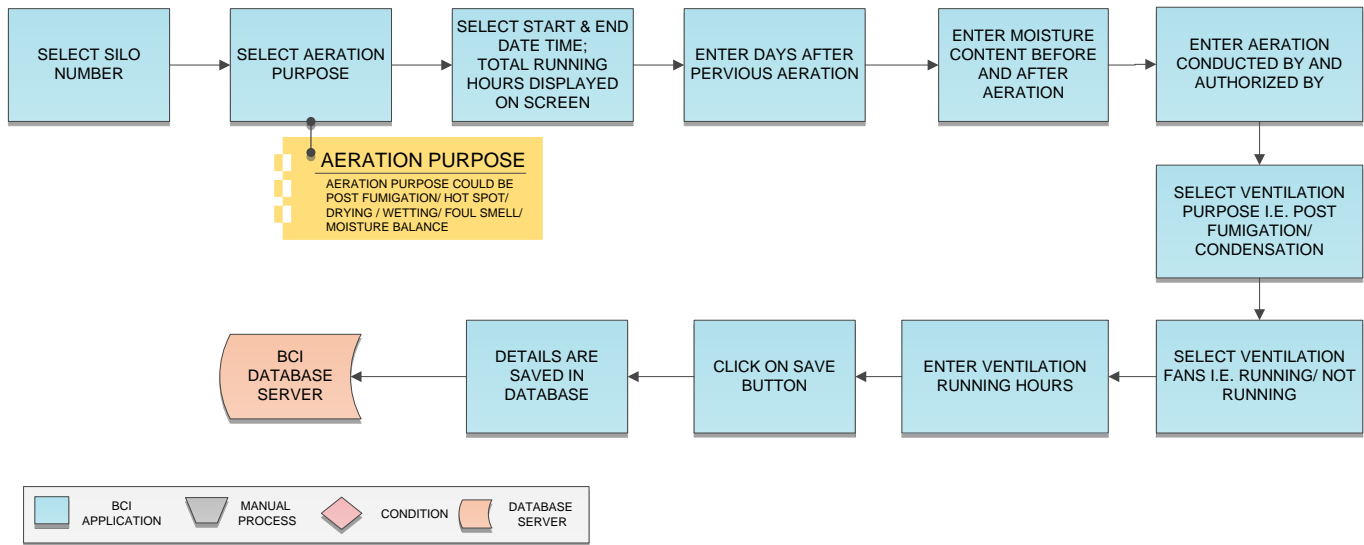 SELECT SILO
NUMBER
SELECT AERATION
PURPOSE
SELECT START & END
DATE TIME;
TOTAL RUNNING
HOURS DISPLAYED
ON SCREEN
ENTER DAYS AFTER
PERVIOUS AERATION
ENTER MOISTURE
CONTENT BEFORE
AND AFTER
AERATION
ENTER AERATION
CONDUCTED BY AND
AUTHORIZED BY
AERATION PURPOSE
AERATION PURPOSE COULD BE
POST FUMIGATION/ HOT SPOT/
DRYING / WETTING/ FOUL SMELL/
MOISTURE BALANCE
SELECT VENTILATION
PURPOSE I.E. POST
FUMIGATION/
CONDENSATION
SELECT VENTILATION
FANS I.E. RUNNING/ NOT
RUNNING
ENTER VENTILATION
RUNNING HOURS
CLICK ON SAVE
BUTTON
DETAILS ARE
SAVED IN
DATABASE
BCI
DATABASE
SERVER
BCI
APPLICATION
MANUAL
PROCESS
CONDITION
DATABASE
SERVER